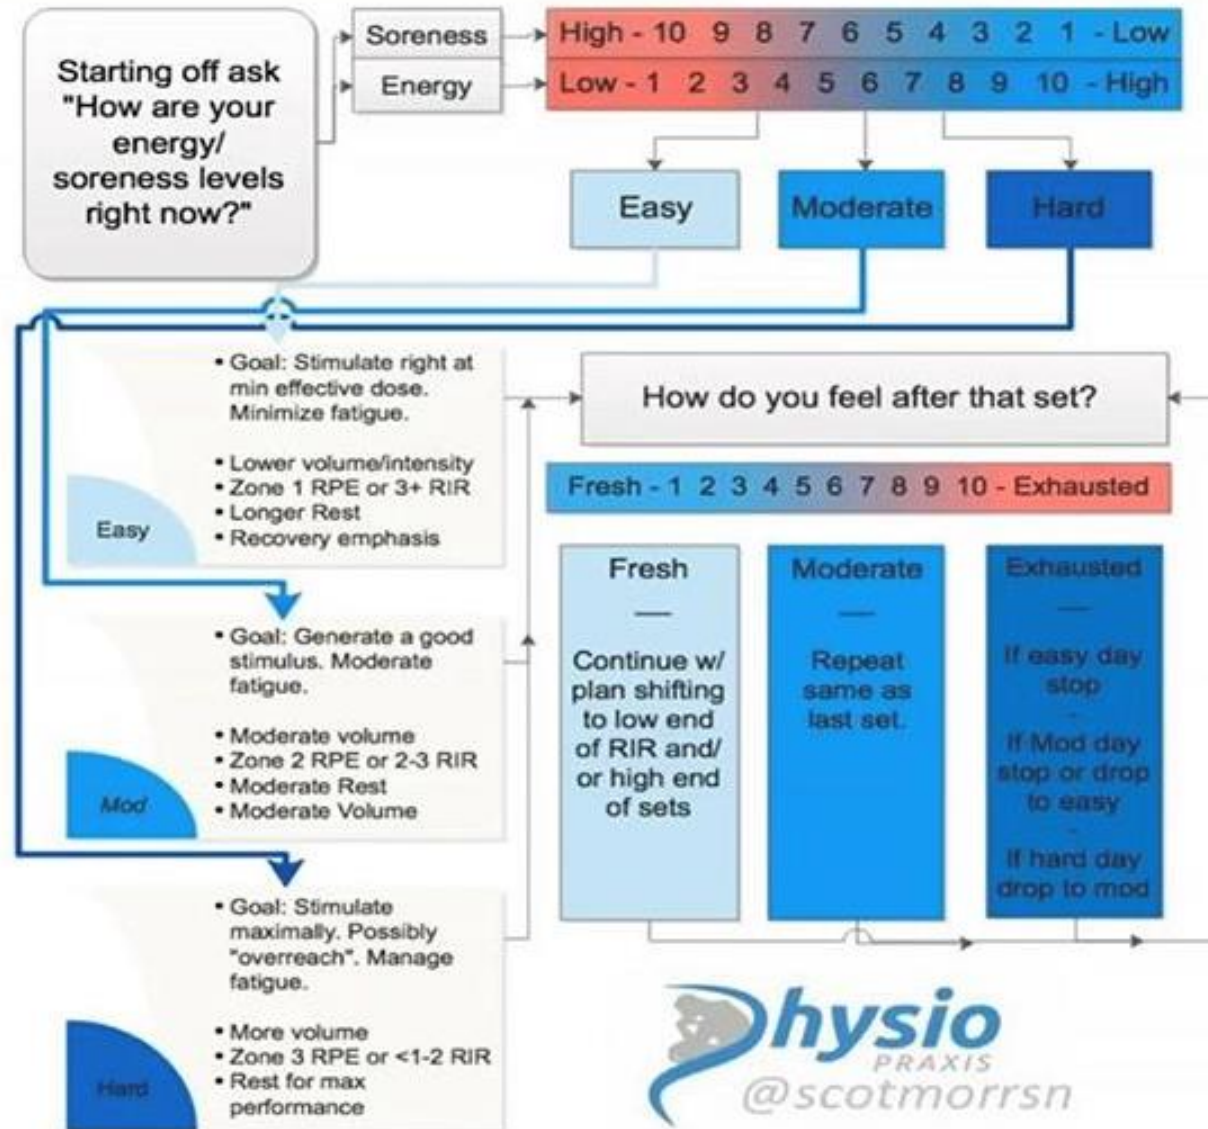 Starting off ask
"How are your
energy/
soreness levels
right now?"
Soreness
High - 10 9 8 7 6 5 4 3 2 1 - Low
Energy
Low - 1 2 3 4 5 6 7 8 9 10 - High
Easy
Moderate
Hard
• Goal: Stimulate right at
min effective dose.
Minimize fatigue.
• Lower volume/intensity
• Zone 1 RPE or 3+ RIR
• Longer Rest
• Recovery emphasis
Easy
• Goal: Generate a good
stimulus. Moderate
fatigue.
• Moderate volume
• Zone 2 RPE or 2-3 RIR
• Moderate Rest
• Moderate Volume
Mod
• Goal: Stimulate
maximally. Possibly
"overreach". Manage
fatigue.
• More volume
• Zone 3 RPE or <1-2 RIR
• Rest for max
performance
Hard
How do you feel after that set?
Fresh - 1 2 3 4 5 6 7 8 9 10 - Exhausted
Fresh
—
Continue w/
plan shifting
to low end
of RIR and/
or high end
of sets
Moderate
—
Repeat
same as
last set.
Exhausted
—
If easy day
stop
-
If Mod day
stop or drop
to easy
-
If hard day
drop to mod
Physio
PRAXIS
@scotmorrsn